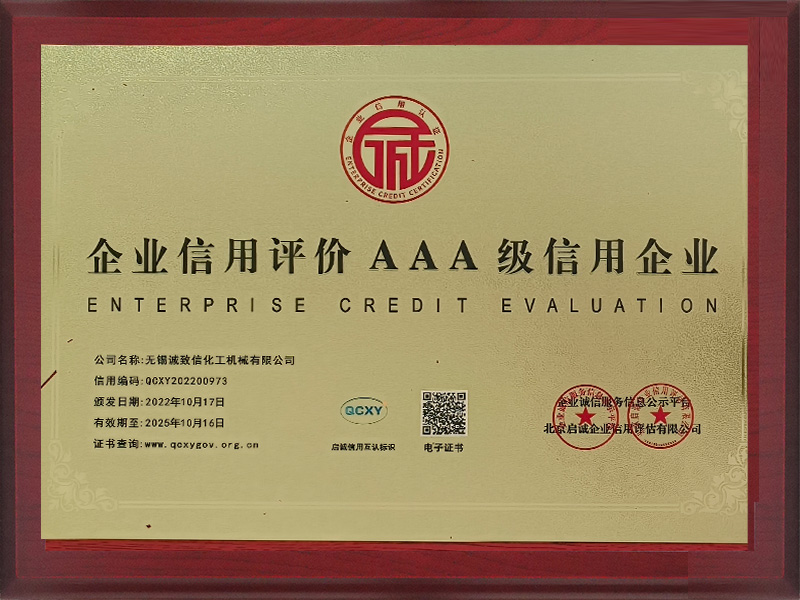 企业信用认证
诚
ENTERPRISE CREDIT CERTIFICATION
企业信用评价AAA级信用企业
ENTERPRISE CREDIT EVALUATION
公司名称:无锡诚致信化工机械有限公司
信用编码:QCXY202200973
颁发日期:2022年10月17日
有效期至:2025年10月16日
证书查询:www.qcxygov.org.cn
QCXY
启诚信用互认标识
电子证书
企业诚信服务信息公示平台
北京启诚企业信用评估有限公司